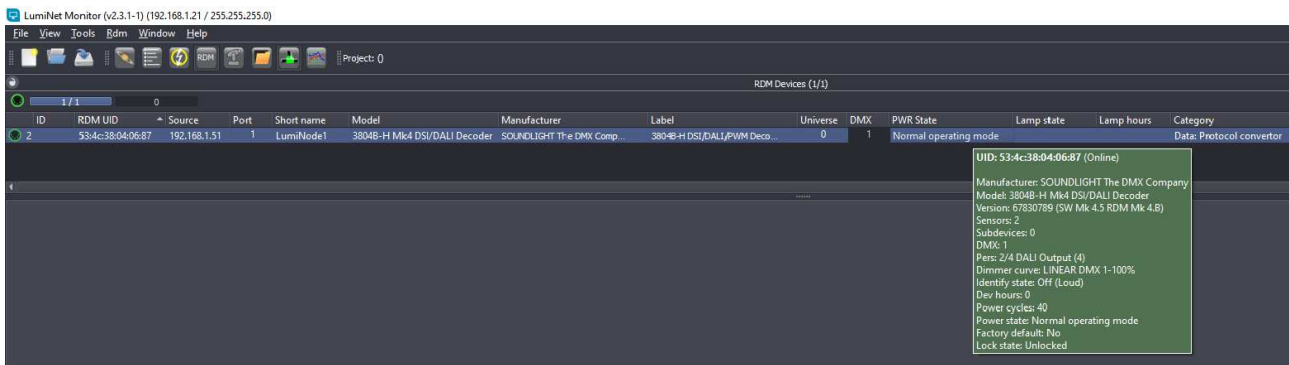 LumiNet Monitor (v2.3.1-1) (192.168.1.21 / 255.255.255.0)
File View Tools Rdm Window Help
RDM Project: ()
RDM Devices (1/1)
1/1 0
ID RDM UID Source Port Short name Model Manufacturer Label Universe DMX PWR State Lamp state Lamp hours Category
2 53:4c:38:04:06:87 192.168.1.51 1 LumiNode1 3804B-H Mk4 DSI/DALI Decoder SOUNDLIGHT The DMX Comp... 3804B-H DSI/DALI/PWM Deco... 0 1 Normal operating mode Data: Protocol convertor
UID: 53:4c:38:04:06:87 (Online)
Manufacturer: SOUNDLIGHT The DMX Company
Model: 3804B-H Mk4 DSI/DALI Decoder
Version: 67830789 (SW Mk 4.5 RDM Mk 4.B)
Sensors: 2
Subdevices: 0
DMX: 1
Pers: 2/4 DALI Output (4)
Dimmer curve: LINEAR DMX 1-100%
Identify state: Off (Loud)
Dev hours: 0
Power cycles: 40
Power state: Normal operating mode
Factory default: No
Lock state: Unlocked